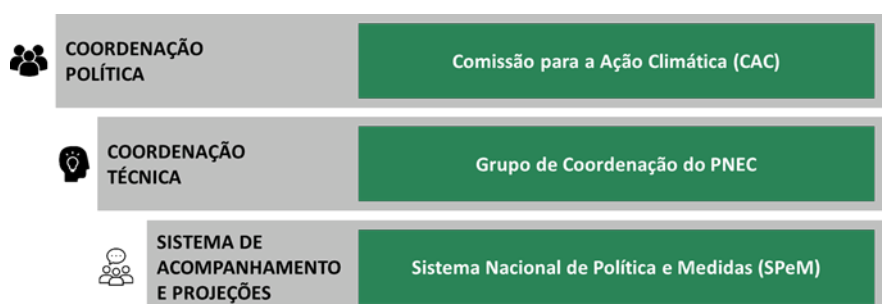 COORDENAÇÃO
POLÍTICA
Comissão para a Ação Climática (CAC)
COORDENAÇÃO
TÉCNICA
Grupo de Coordenação do PNEC
SISTEMA DE
ACOMPANHAMENTO
E PROJEÇÕES
Sistema Nacional de Política e Medidas (SPeM)